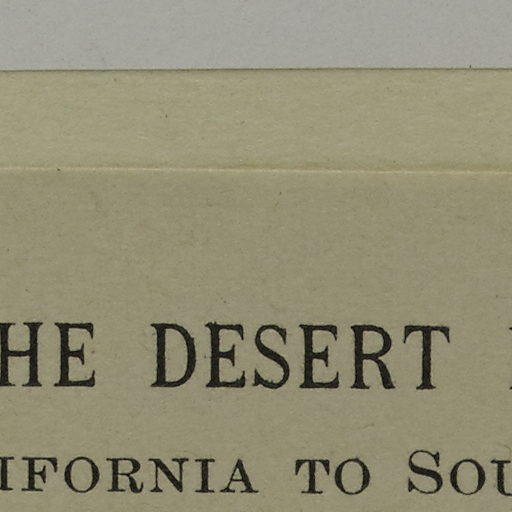 HE DESERT
IFORNIA TO SOU